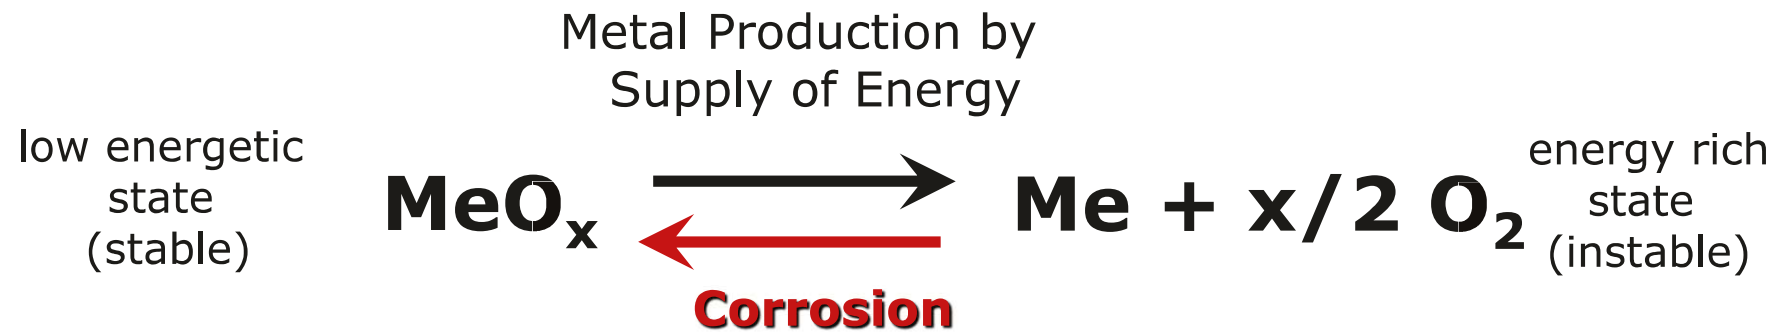 Metal Production by
Supply of Energy
low energetic
state
(stable)
MeOₓ
Me + x/2 O₂
energy rich
state
(instable)
Corrosion